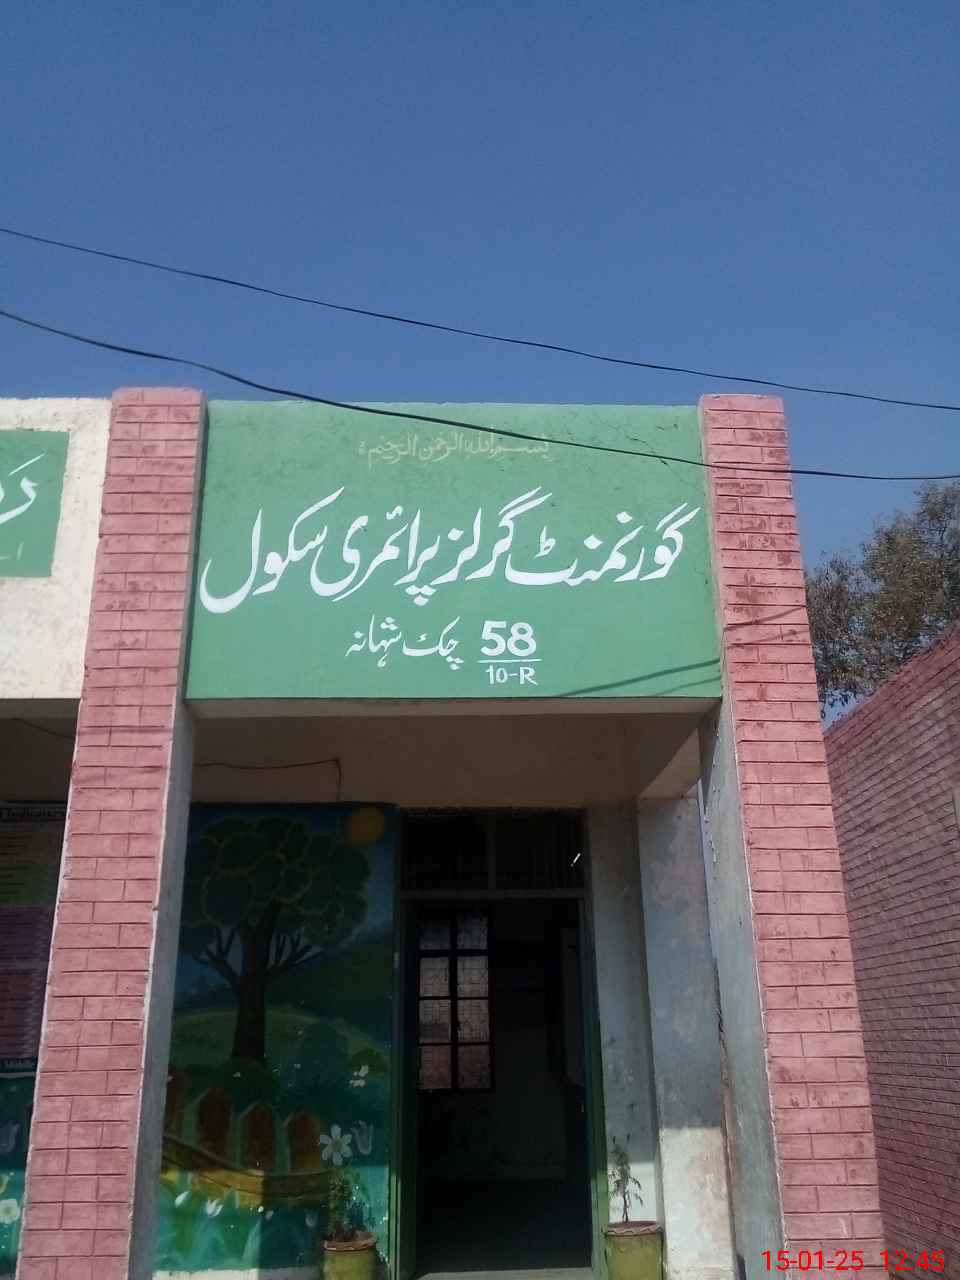 بسم اللہ الرحمن الرحیم
گورنمنٹ گرلز پرائمری سکول
58/10-R چک شہانہ
15-01-25 12:45